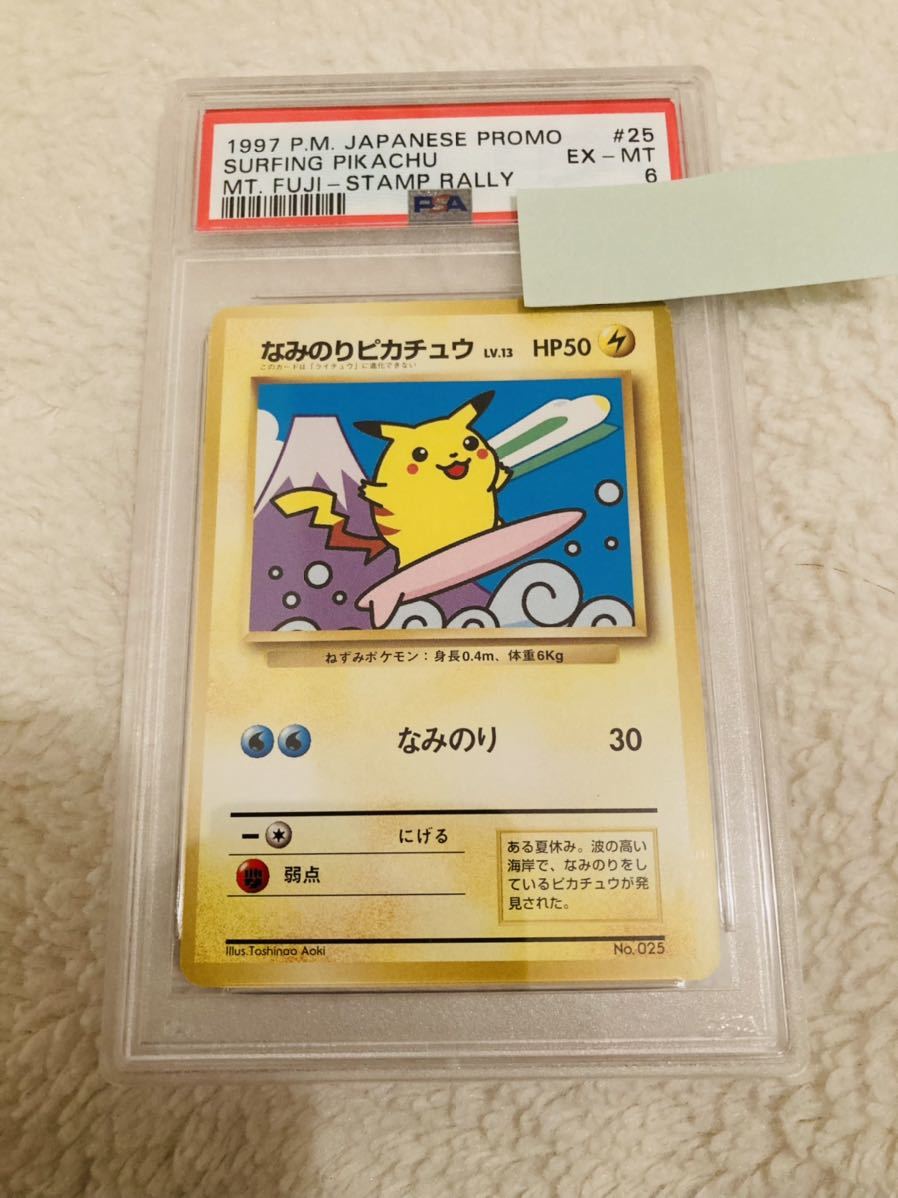 1997 P.M. JAPANESE PROMO #25
SURFING PIKACHU EX - MT
MT. FUJI - STAMP RALLY 6
PSA
なみのりピカチュウ LV.13 HP50
このカードは「ライチュウ」に進化できない
ねずみポケモン：身長0.4m、体重6Kg
なみのり 30
にげる
弱点
ある夏休み。波の高い
海岸で、なみのりをし
ているピカチュウが発
見された。
Illus.Toshinao Aoki No. 025